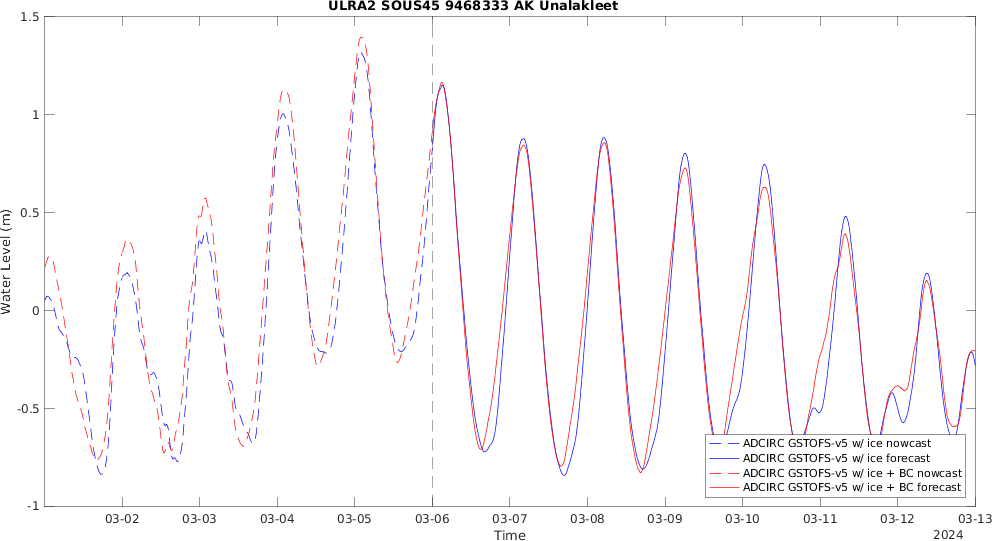 ULRA2 SOUS45 9468333 AK Unalakleet
1.5
1
0.5
0
-0.5
-1
Water Level (m)
03-02 03-03 03-04 03-05 03-06 03-07 03-08 03-09 03-10 03-11 03-12 03-13
Time
2024
ADCIRC GSTOFS-v5 w/ ice nowcast
ADCIRC GSTOFS-v5 w/ ice forecast
ADCIRC GSTOFS-v5 w/ ice + BC nowcast
ADCIRC GSTOFS-v5 w/ ice + BC forecast